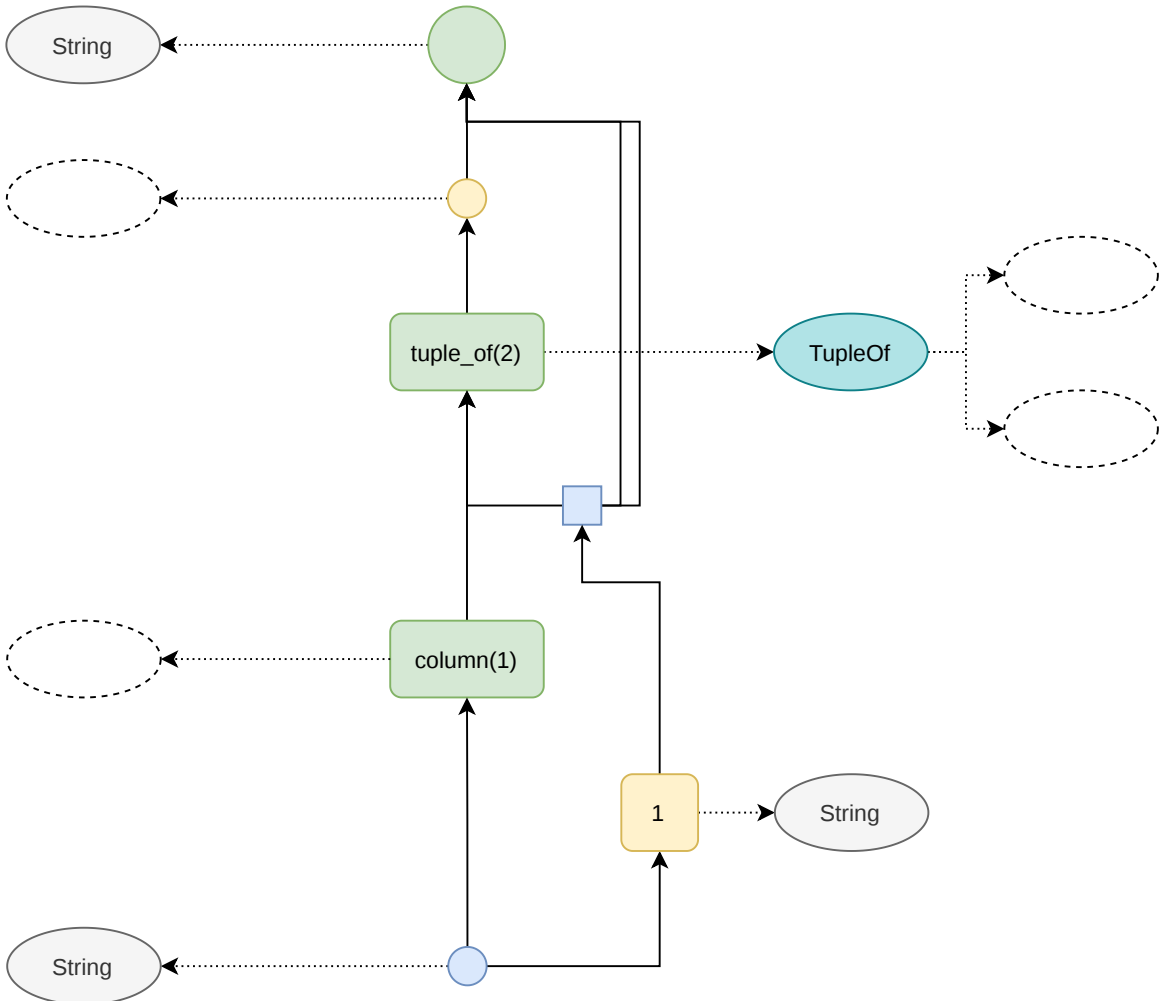 String
tuple_of(2)
TupleOf
column(1)
1
String
String